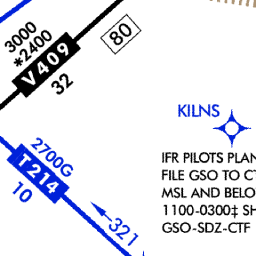 3000
*2400
V409
32
80
KILNS
2700G
T214
10
321
IFR PILOTS PLAN
FILE GSO TO
MSL AND BELO
1100-0300‡ SH
GSO-SDZ-CTF